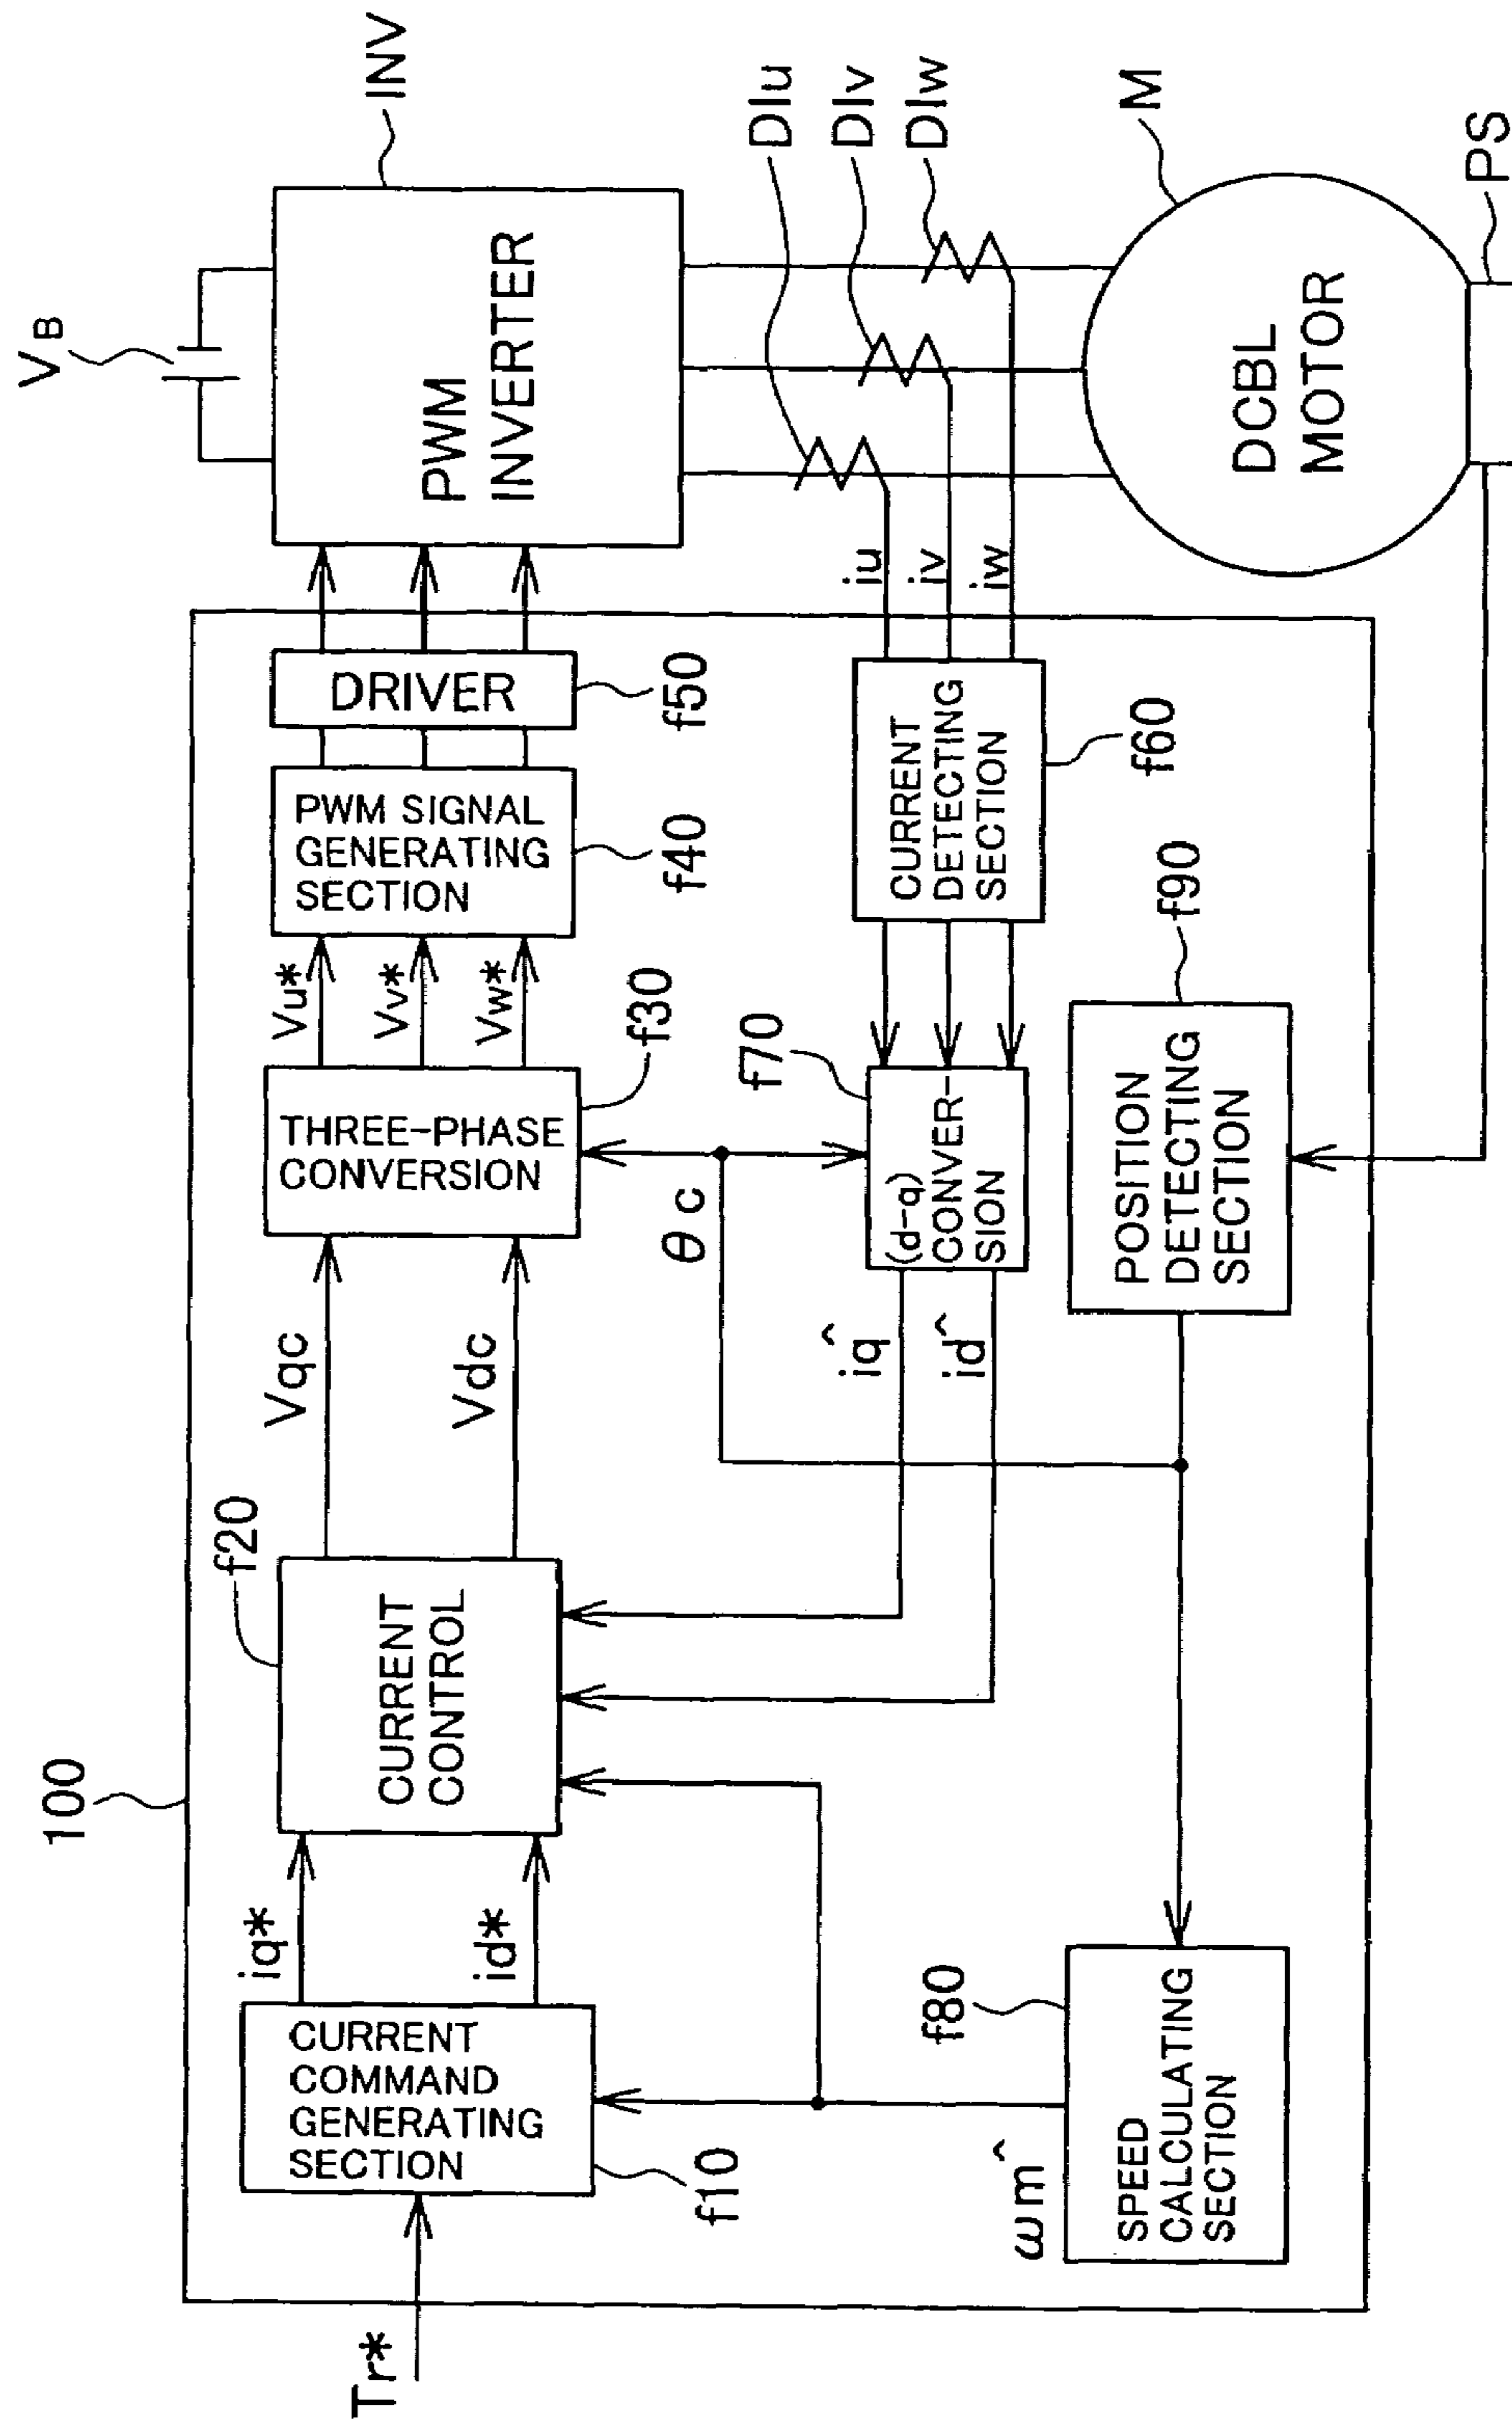 100
Tr*
CURRENT
COMMAND
GENERATING
SECTION
f10
iq*
id*
CURRENT
CONTROL
f20
Vqc
Vdc
THREE-PHASE
CONVERSION
f30
Vu*
Vv*
Vw*
PWM SIGNAL
GENERATING
SECTION
f40
DRIVER
f50
PWM
INVERTER
INV
VB
DIu
DIv
DIw
iu
iv
iw
CURRENT
DETECTING
SECTION
f60
(d-q)
CONVER-
SION
f70
θc
iq^
id^
ωm^
SPEED
CALCULATING
SECTION
f80
POSITION
DETECTING
SECTION
f90
DCBL
MOTOR
M
PS